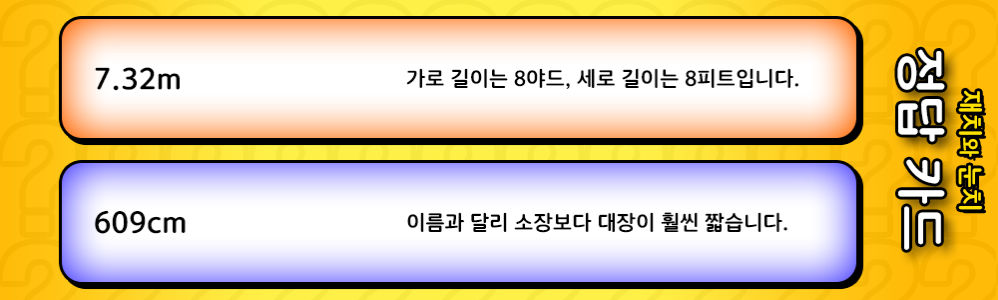 7.32m
가로 길이는 8야드, 세로 길이는 8피트입니다.
609cm
이름과 달리 소장보다 대장이 훨씬 짧습니다.
재치와 눈치
정답 카드